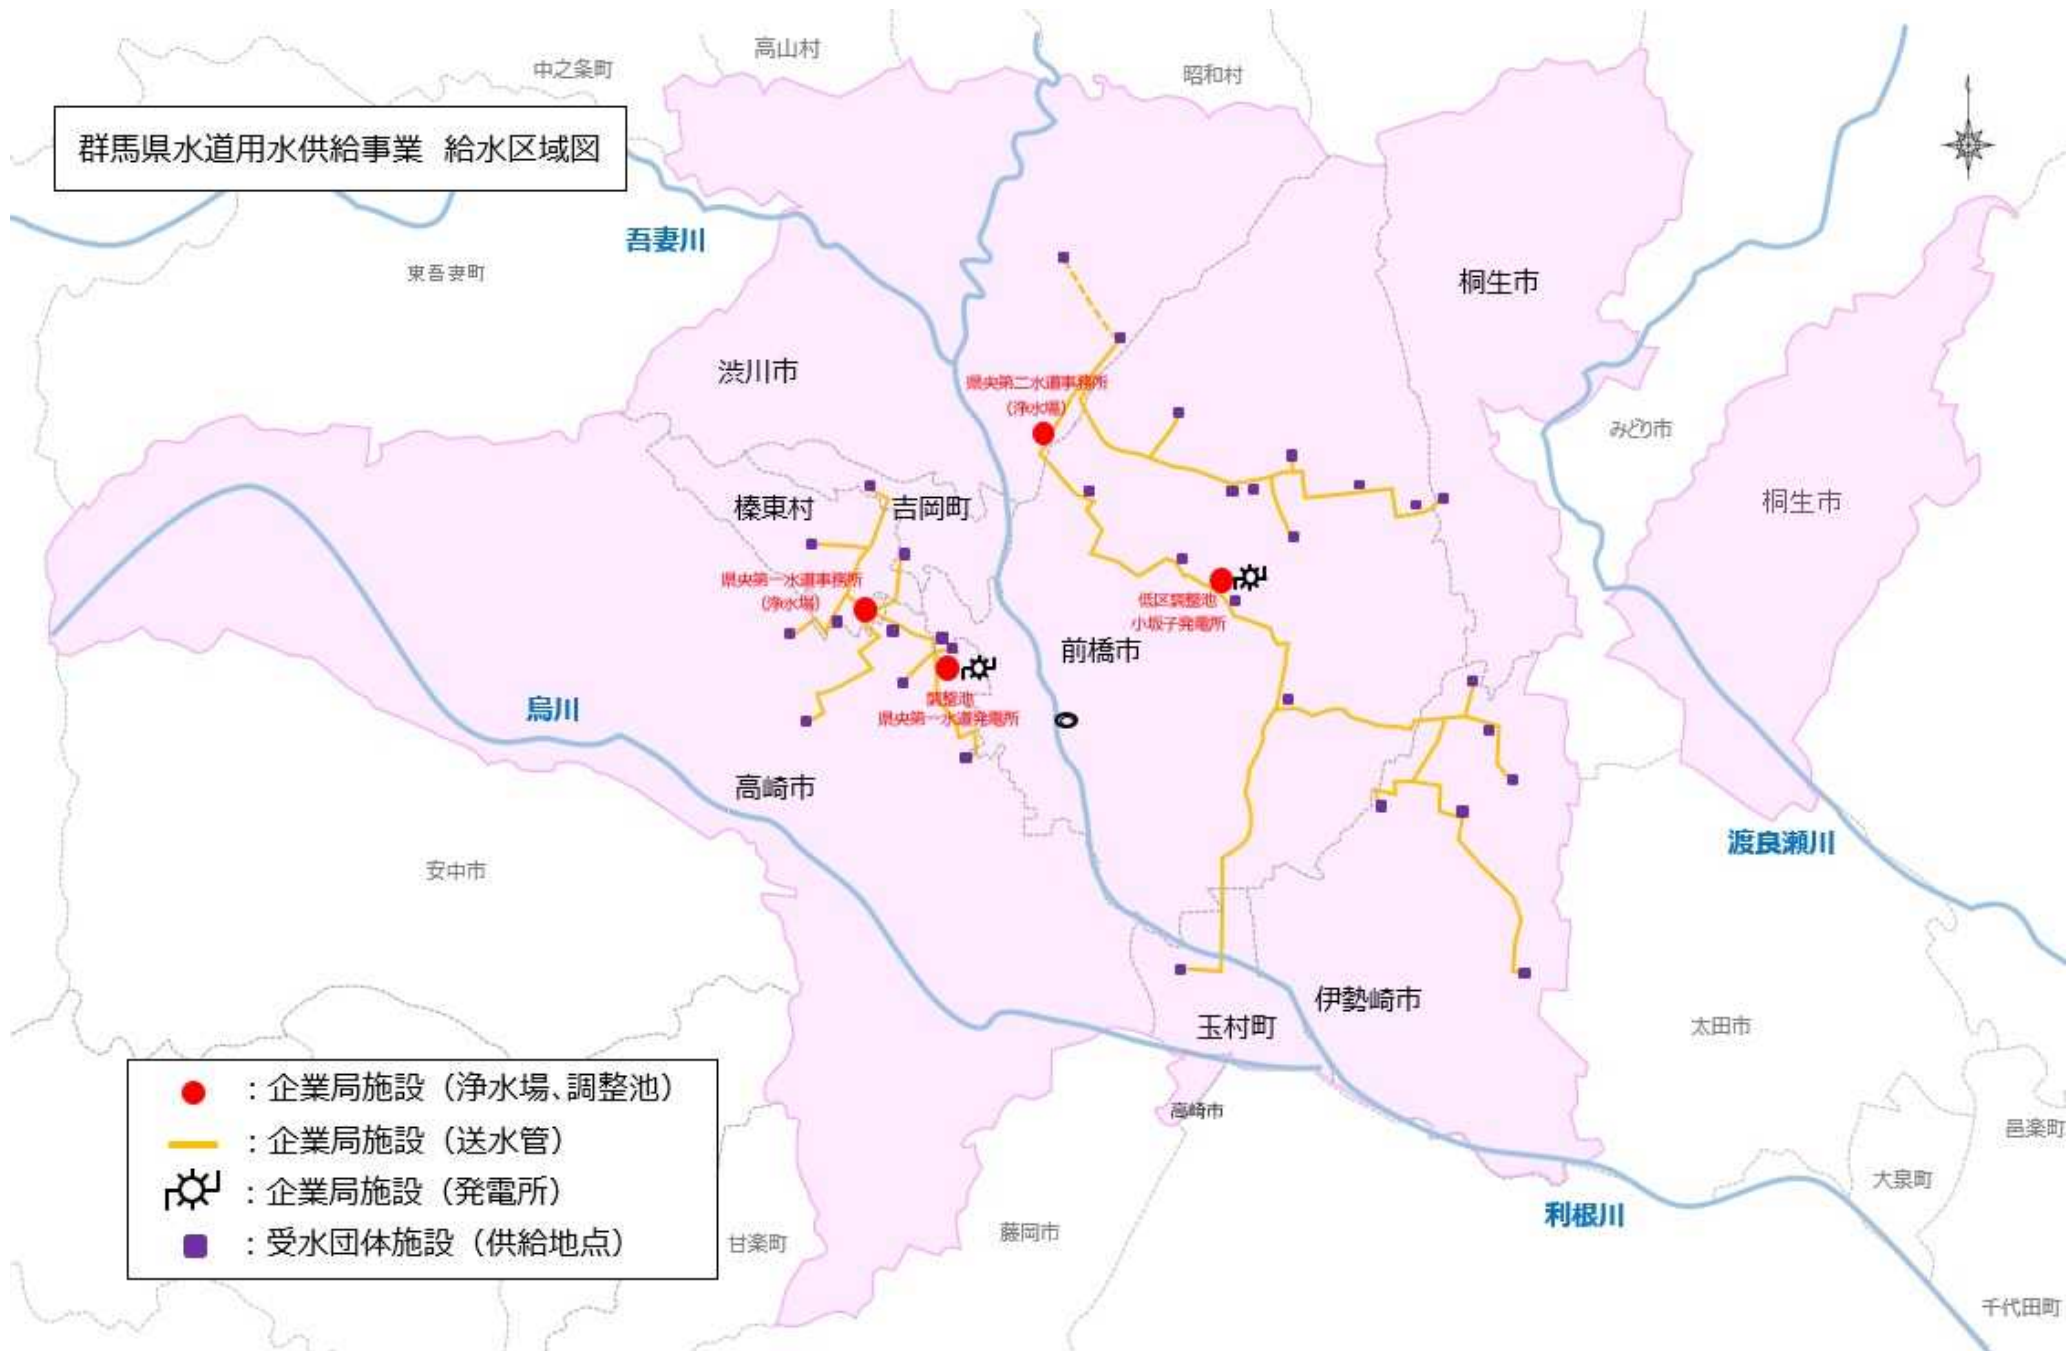 高山村
中之条町
昭和村
群馬県水道用水供給事業 給水区域図
吾妻川
東吾妻町
桐生市
渋川市
県央第二水道事務所
(浄水場)
みどり市
桐生市
榛東村
吉岡町
県央第一水道事務所
(浄水場)
低区調整池
小坂子発電所
前橋市
調整池
県央第一水道発電所
烏川
高崎市
渡良瀬川
安中市
伊勢崎市
玉村町
太田市
:企業局施設(浄水場、調整池)
:企業局施設(送水管)
:企業局施設(発電所)
:受水団体施設(供給地点)
高崎市
邑楽町
大泉町
利根川
甘楽町
藤岡市
千代田町